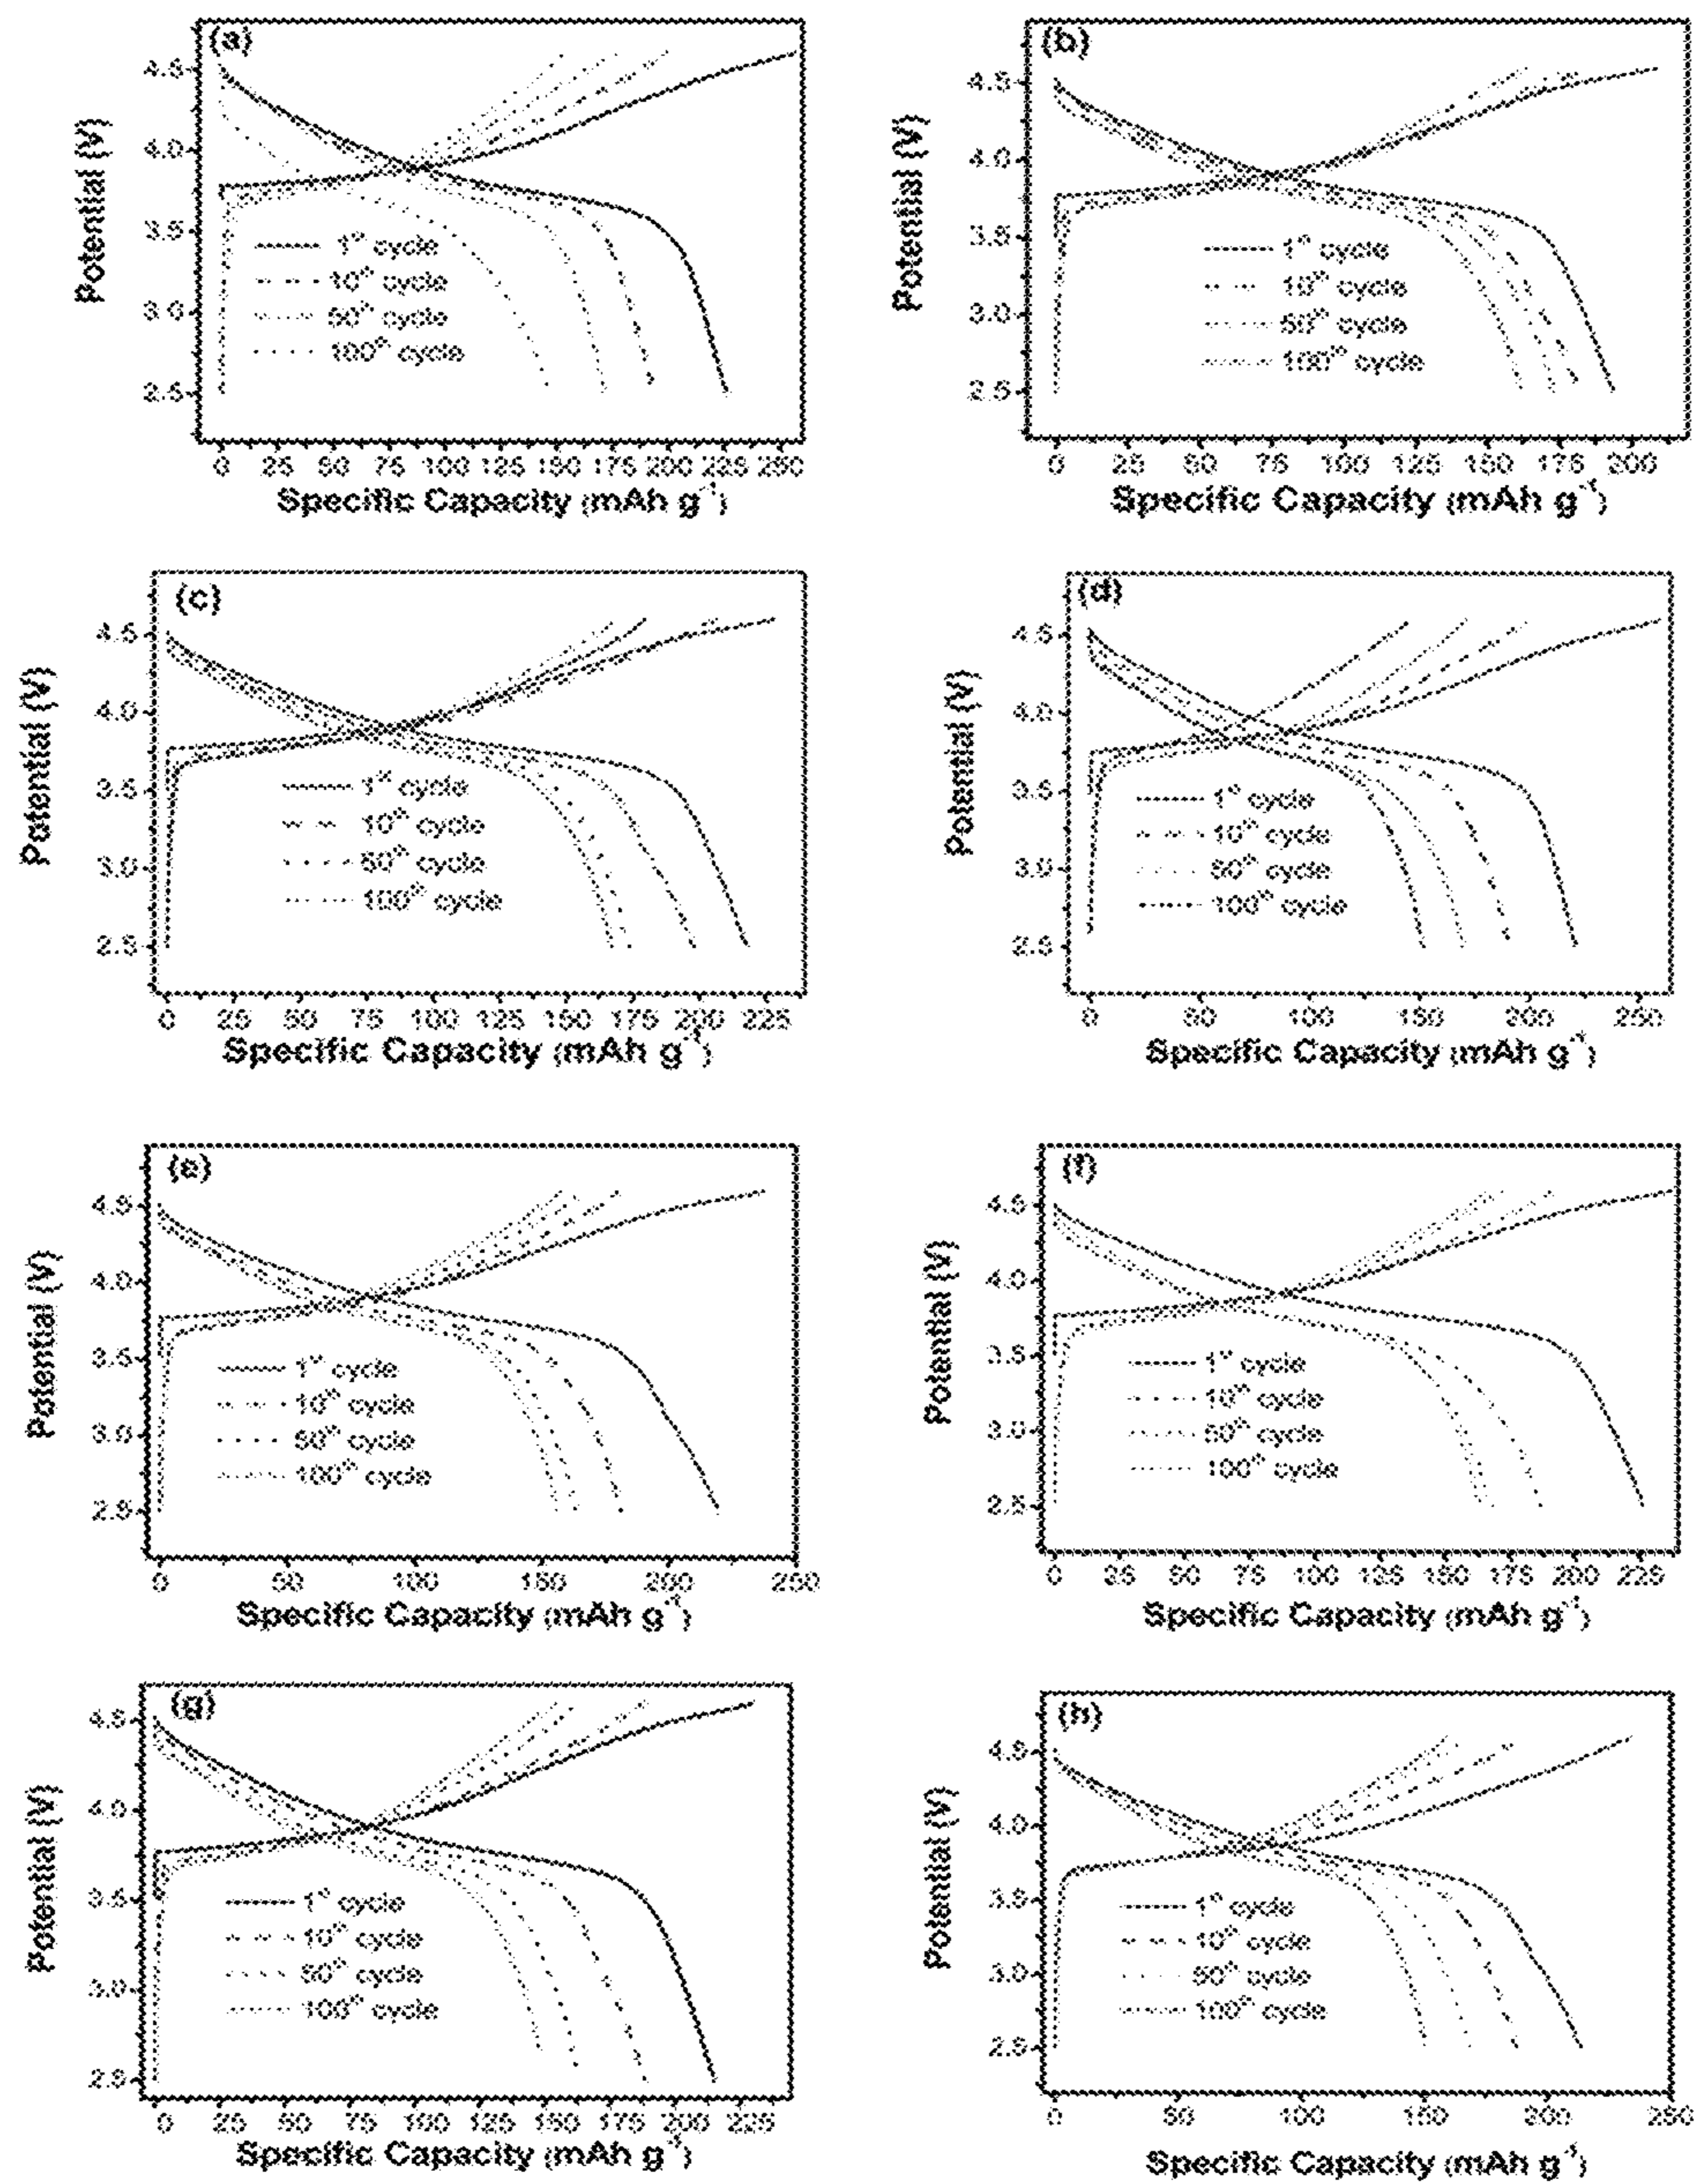 (a)
Potential (V)
4.5
4.0
3.5
3.0
2.5
1st cycle
10th cycle
50th cycle
100th cycle
0 25 50 75 100 125 150 175 200 225 250
Specific Capacity (mAh g-1)
(b)
Potential (V)
4.5
4.0
3.5
3.0
2.5
1st cycle
10th cycle
50th cycle
100th cycle
0 25 50 75 100 125 150 175 200
Specific Capacity (mAh g-1)
(c)
Potential (V)
4.5
4.0
3.5
3.0
2.5
1st cycle
10th cycle
50th cycle
100th cycle
0 25 50 75 100 125 150 175 200 225
Specific Capacity (mAh g-1)
(d)
Potential (V)
4.5
4.0
3.5
3.0
2.5
1st cycle
10th cycle
50th cycle
100th cycle
0 50 100 150 200 250
Specific Capacity (mAh g-1)
(e)
Potential (V)
4.5
4.0
3.5
3.0
2.5
1st cycle
10th cycle
50th cycle
100th cycle
0 50 100 150 200 250
Specific Capacity (mAh g-1)
(f)
Potential (V)
4.5
4.0
3.5
3.0
2.5
1st cycle
10th cycle
50th cycle
100th cycle
0 25 50 75 100 125 150 175 200 225
Specific Capacity (mAh g-1)
(g)
Potential (V)
4.5
4.0
3.5
3.0
2.5
1st cycle
10th cycle
50th cycle
100th cycle
0 25 50 75 100 125 150 175 200 225
Specific Capacity (mAh g-1)
(h)
Potential (V)
4.5
4.0
3.5
3.0
2.5
1st cycle
10th cycle
50th cycle
100th cycle
0 50 100 150 200 250
Specific Capacity (mAh g-1)